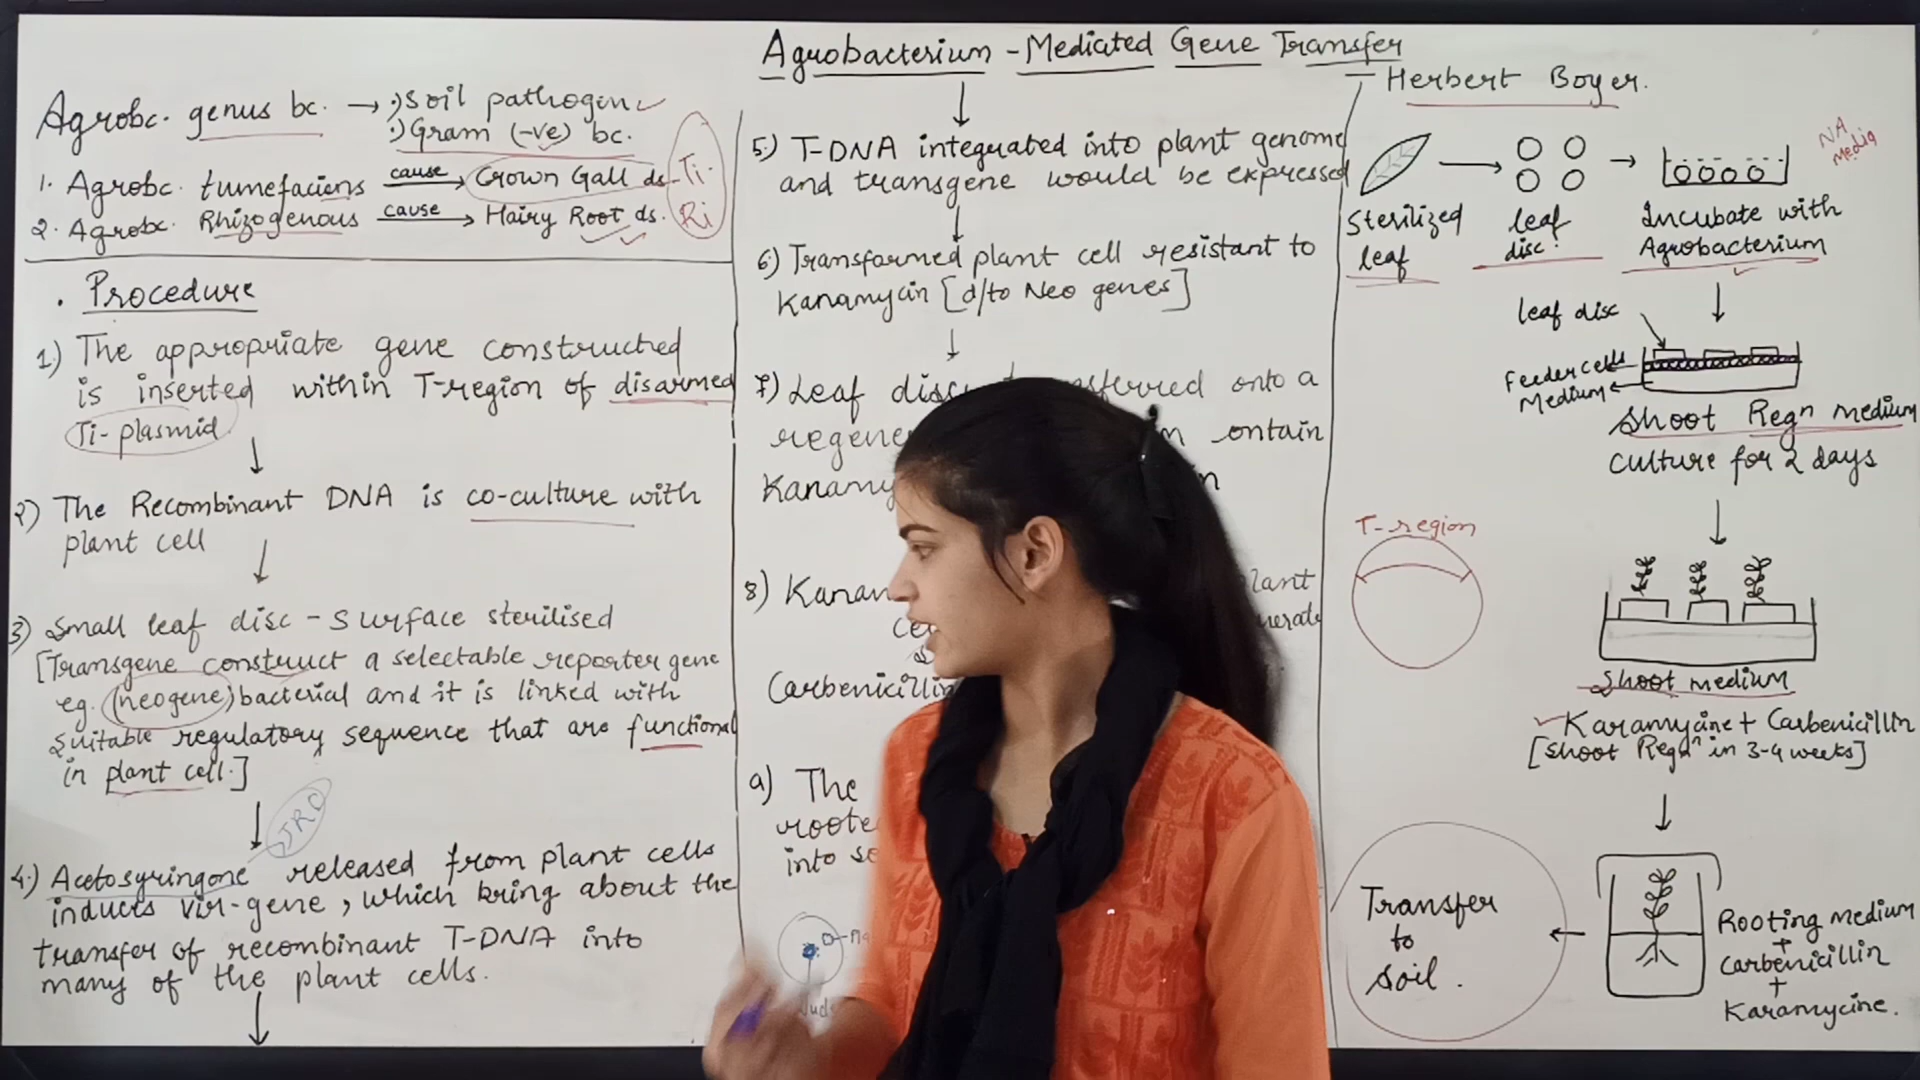 Agrobacterium - Mediated Gene Transfer
- Herbert Boyer.
Agrobc. genus bc. → •) Soil pathogen
•) Gram (-ve) bc.
1. Agrobc. tumefaciens cause → Crown Gall ds - Ti
2. Agrobc. Rhizogenous cause → Hairy Root ds. Ri
. Procedure
1) The appropriate gene constructed
is inserted within T-region of disarmed
Ti-plasmid
2) The Recombinant DNA is co-culture with
plant cell
3) Small leaf disc - Surface sterilised
[Transgene construct a selectable reporter gene
eg. (neogene) bacterial and it is linked with
suitable regulatory sequence that are functional
in plant cell.]
4.) Acetosyringone released from plant cells
induces vir-gene, which bring about the
transfer of recombinant T-DNA into
many of the plant cells.
5.) T-DNA integrated into plant genome
and transgene would be expressed
6) Transformed plant cell resistant to
Kanamycin [d/to Neo genes]
7) Leaf onto a
ontain
8)
Carbenicillin
The
Sterilized
leaf
leaf
disc.
Incubate with
Agrobacterium
NA
Media
leaf disc
Feeder cells
Medium
Shoot Regn medium
Culture for 2 days
T-region
Shoot medium
Karamycine + Carbenicillin
[Shoot Regn in 3-4 weeks]
Rooting medium
+
Carbenicillin
+
Karamycine.
Transfer
to
Soil .